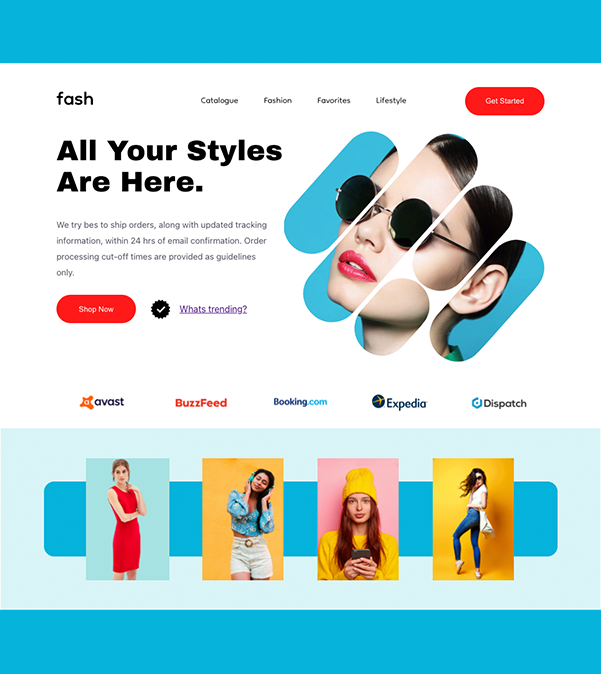 fash
Catalogue
Fashion
Favorites
Lifestyle
Get Started
All Your Styles
Are Here.
We try bes to ship orders, along with updated tracking
information, within 24 hrs of email confirmation. Order
processing cut-off times are provided as guidelines
only.
Shop Now
Whats trending?
avast
BuzzFeed
Booking.com
Expedia
Dispatch